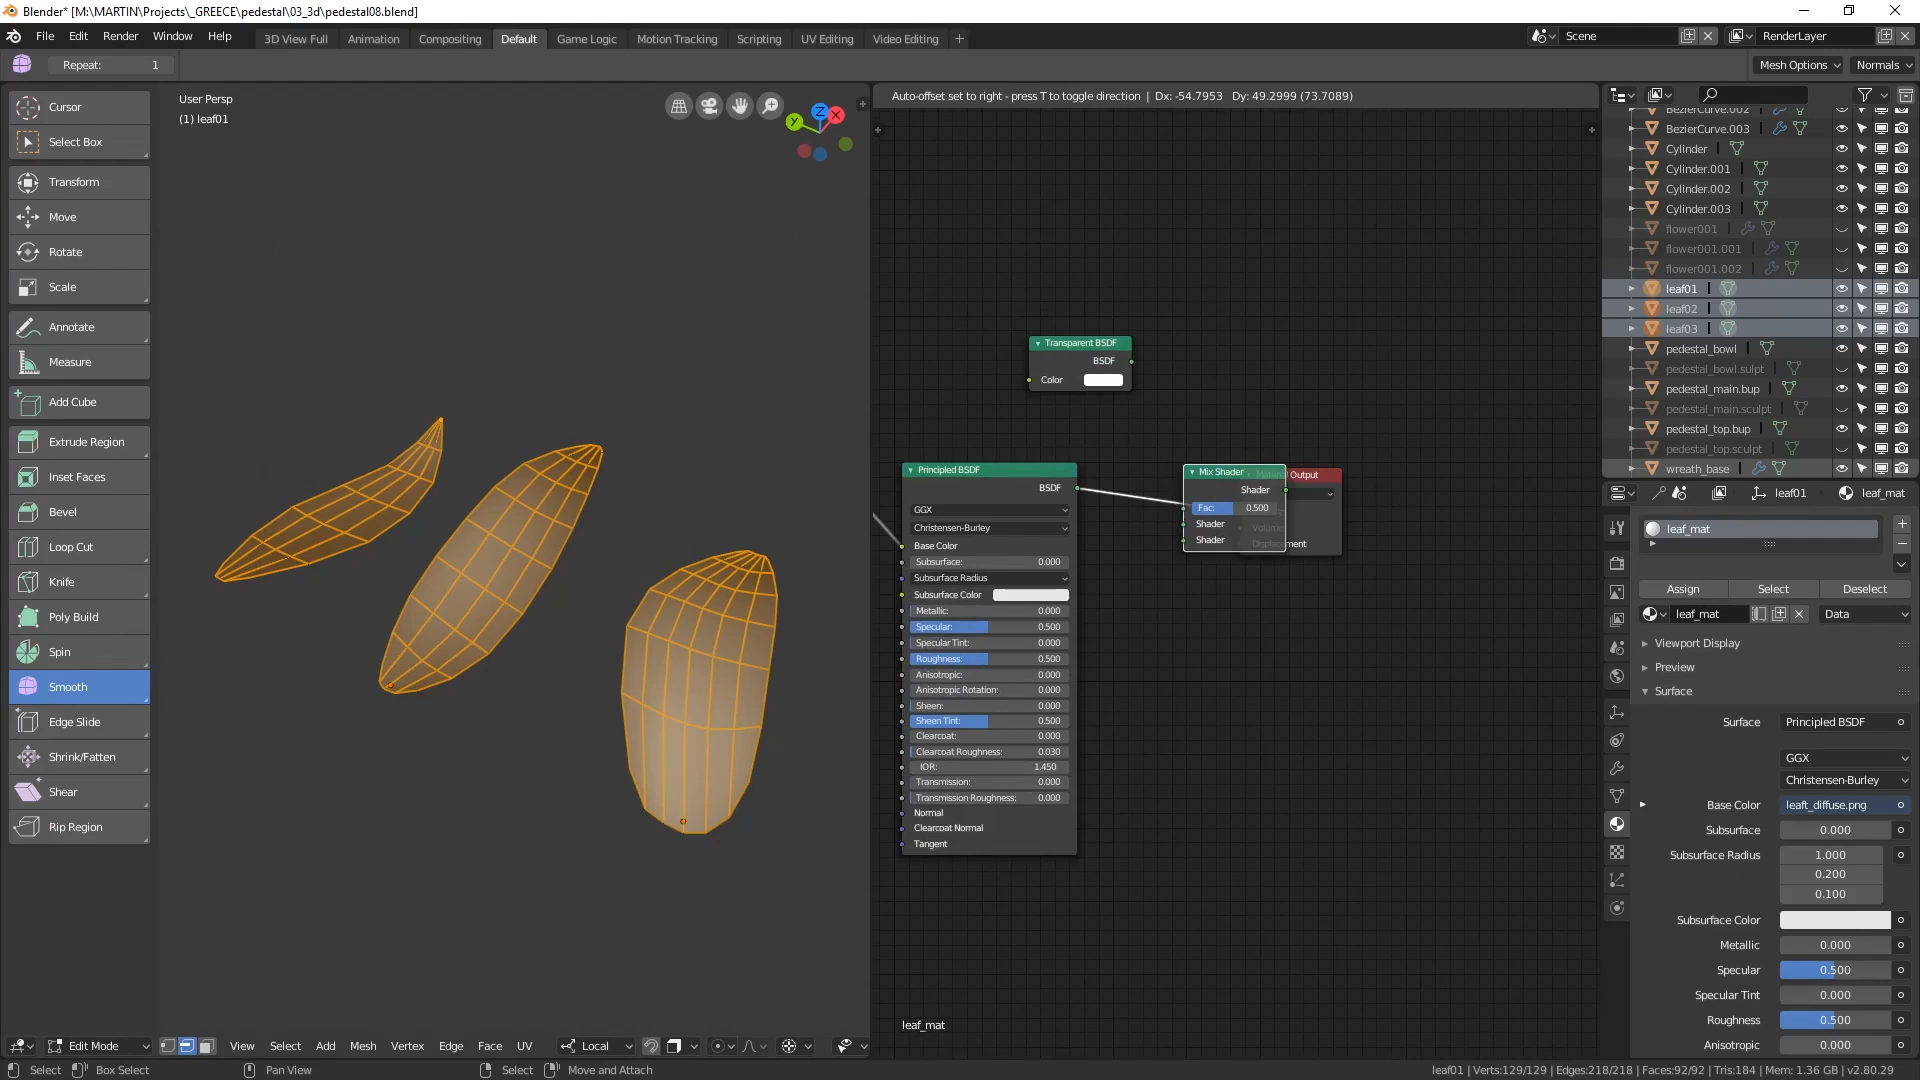 Blender* [M:\MARTIN\Projects\_GREECE\pedestal\03_3d\pedestal08.blend]
File Edit Render Window Help
3D View Full Animation Compositing Default Game Logic Motion Tracking Scripting UV Editing Video Editing +
Scene RenderLayer
Repeat: 1
Mesh Options Normals
Cursor
Select Box
Transform
Move
Rotate
Scale
Annotate
Measure
Add Cube
Extrude Region
Inset Faces
Bevel
Loop Cut
Knife
Poly Build
Spin
Smooth
Edge Slide
Shrink/Fatten
Shear
Rip Region
User Persp
(1) leaf01
Z
X
Y
Auto-offset set to right - press T to toggle direction | Dx: -54.7953 Dy: 49.2999 (73.7089)
Transparent BSDF
BSDF
Color
Principled BSDF
BSDF
GGX
Christensen-Burley
Base Color
Subsurface: 0.000
Subsurface Radius
Subsurface Color
Metallic: 0.000
Specular: 0.500
Specular Tint: 0.000
Roughness: 0.500
Anisotropic: 0.000
Anisotropic Rotation: 0.000
Sheen: 0.000
Sheen Tint: 0.500
Clearcoat: 0.000
Clearcoat Roughness: 0.030
IOR: 1.450
Transmission: 0.000
Transmission Roughness: 0.000
Normal
Clearcoat Normal
Tangent
Mix Shader
Output
Shader
Fac: 0.500
Shader
Volume
Shader
leaf_mat
BezierCurve.002
BezierCurve.003
Cylinder
Cylinder.001
Cylinder.002
Cylinder.003
flower001
flower001.001
flower001.002
leaf01
leaf02
leaf03
pedestal_bowl
pedestal_bowl.sulpt
pedestal_main.bup
pedestal_main.sculpt
pedestal_top.bup
pedestal_top.sculpt
wreath_base
leaf01 leaf_mat
leaf_mat
Assign Select Deselect
leaf_mat Data
Viewport Display
Preview
Surface
Surface Principled BSDF
GGX
Christensen-Burley
Base Color leaft_diffuse.png
Subsurface 0.000
Subsurface Radius 1.000
0.200
0.100
Subsurface Color
Metallic 0.000
Specular 0.500
Specular Tint 0.000
Roughness 0.500
Anisotropic 0.000
Edit Mode View Select Add Mesh Vertex Edge Face UV Local
Select Box Select Pan View Select Move and Attach
leaf01 | Verts:129/129 | Edges:218/218 | Faces:92/92 | Tris:184 | Mem: 1.36 GB | v2.80.29